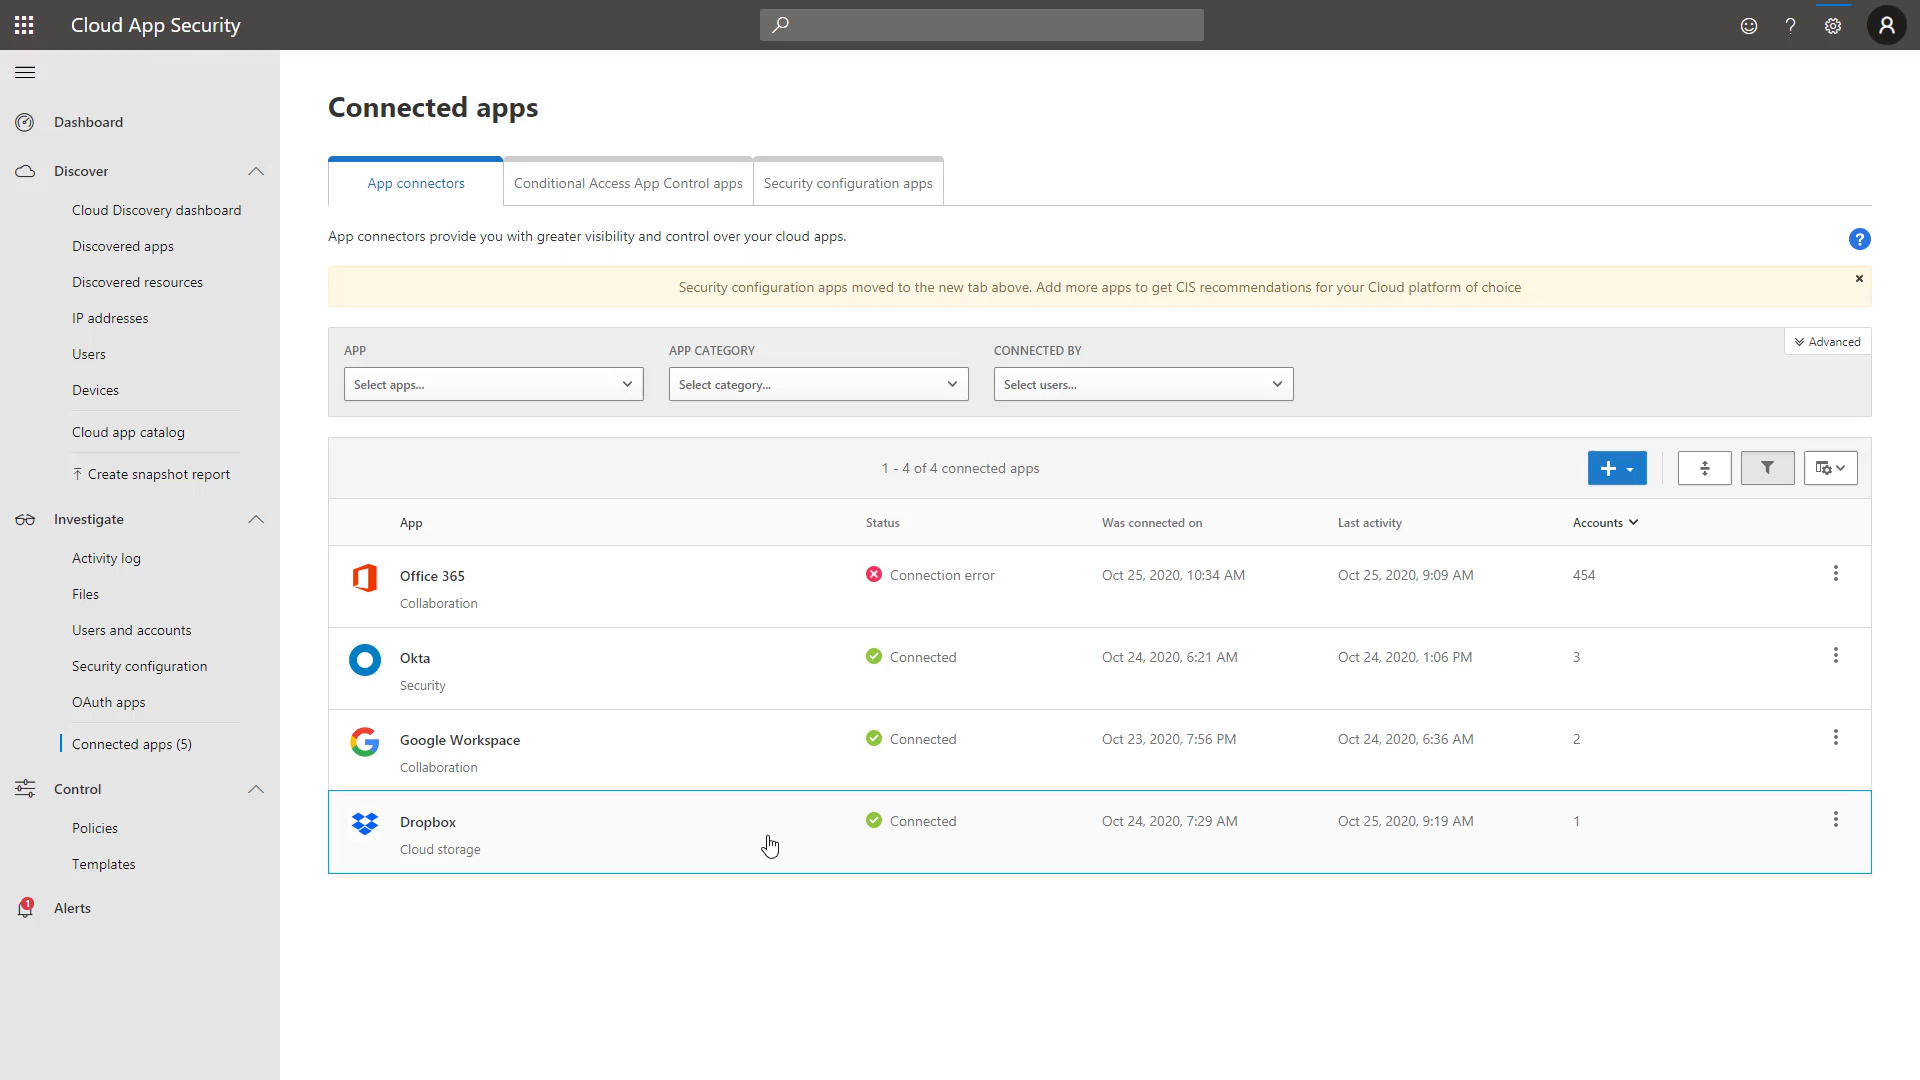 Cloud App Security
Dashboard
Discover
Cloud Discovery dashboard
Discovered apps
Discovered resources
IP addresses
Users
Devices
Cloud app catalog
Create snapshot report
Investigate
Activity log
Files
Users and accounts
Security configuration
OAuth apps
Connected apps (5)
Control
Policies
Templates
1
Alerts
Connected apps
App connectors
Conditional Access App Control apps
Security configuration apps
App connectors provide you with greater visibility and control over your cloud apps.
Security configuration apps moved to the new tab above. Add more apps to get CIS recommendations for your Cloud platform of choice
Advanced
APP
APP CATEGORY
CONNECTED BY
Select apps...
Select category...
Select users...
1 - 4 of 4 connected apps
App Status Was connected on Last activity Accounts
Office 365 Connection error Oct 25, 2020, 10:34 AM Oct 25, 2020, 9:09 AM 454
Collaboration
Okta Connected Oct 24, 2020, 6:21 AM Oct 24, 2020, 1:06 PM 3
Security
Google Workspace Connected Oct 23, 2020, 7:56 PM Oct 24, 2020, 6:36 AM 2
Collaboration
Dropbox Connected Oct 24, 2020, 7:29 AM Oct 25, 2020, 9:19 AM 1
Cloud storage